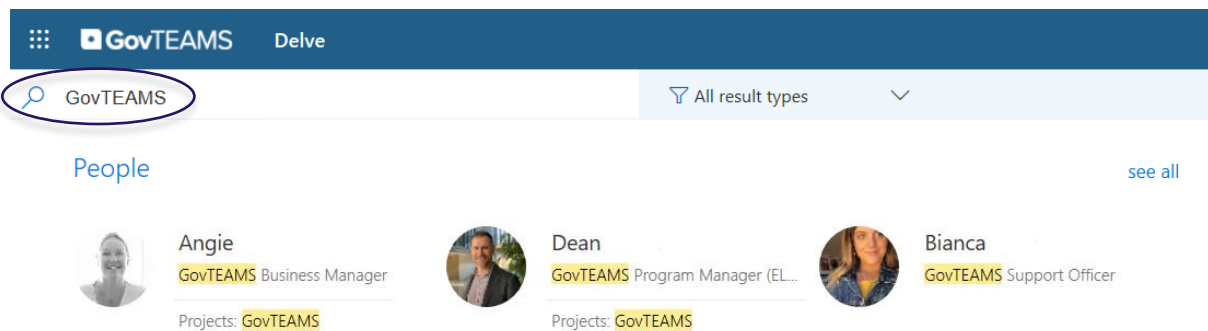 GovTEAMS Delve
GovTEAMS All result types
People see all
Angie Dean Bianca
GovTEAMS Business Manager GovTEAMS Program Manager (EL... GovTEAMS Support Officer
Projects: GovTEAMS Projects: GovTEAMS